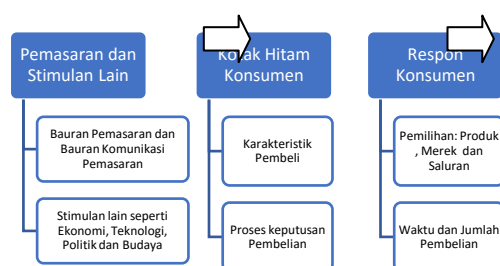 Pemasaran dan
Stimulan Lain
Bauran Pemasaran dan
Bauran Komunikasi
Pemasaran
Stimulan lain seperti
Ekonomi, Teknologi,
Politik dan Budaya
Kotak Hitam
Konsumen
Karakteristik
Pembeli
Proses keputusan
Pembelian
Respon
Konsumen
Pemilihan: Produk
, Merek dan
Saluran
Waktu dan Jumlah
Pembelian